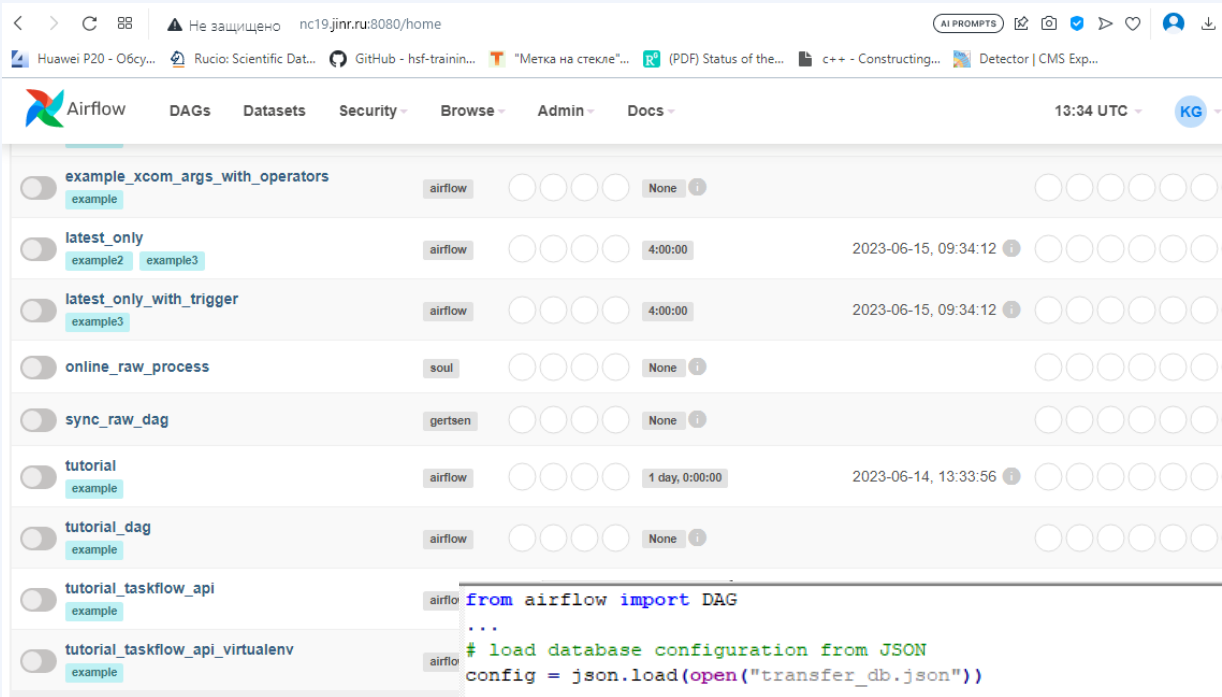 Не защищено nc19.jinr.ru:8080/home AI PROMPTS
Huawei P20 - Обсу... Rucio: Scientific Dat... GitHub - hsf-trainin... "Метка на стекле"... (PDF) Status of the... c++ - Constructing... Detector | CMS Exp...
Airflow DAGs Datasets Security Browse Admin Docs 13:34 UTC KG
example_xcom_args_with_operators
example
airflow None
latest_only
example2 example3
airflow 4:00:00 2023-06-15, 09:34:12
latest_only_with_trigger
example3
airflow 4:00:00 2023-06-15, 09:34:12
online_raw_process soul None
sync_raw_dag gertsen None
tutorial
example
airflow 1 day, 0:00:00 2023-06-14, 13:33:56
tutorial_dag
example
airflow None
tutorial_taskflow_api
example
airflo
tutorial_taskflow_api_virtualenv
example
airflo
from airflow import DAG
...
# load database configuration from JSON
config = json.load(open("transfer_db.json"))